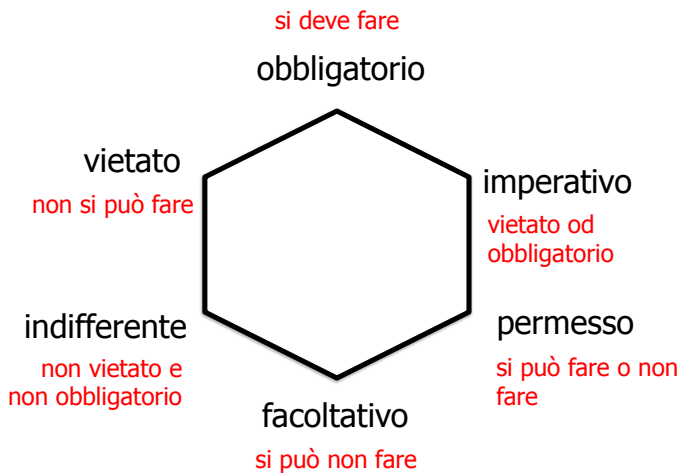 si deve fare
obbligatorio
vietato
non si può fare
imperativo
vietato od
obbligatorio
indifferente
non vietato e
non obbligatorio
permesso
si può fare o non
fare
facoltativo
si può non fare